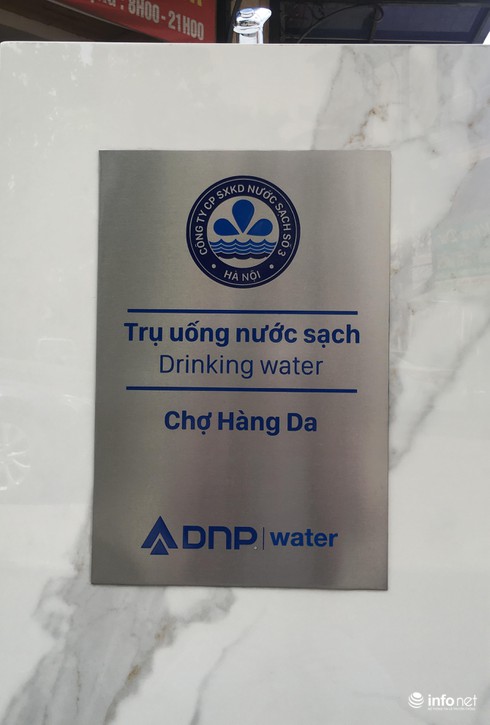 : 8H00 - 21H00
CÔNG TY CP SXKD NƯỚC SẠCH SỐ 3
HÀ NỘI
Trụ uống nước sạch
Drinking water
Chợ Hàng Da
DNP water
infonet